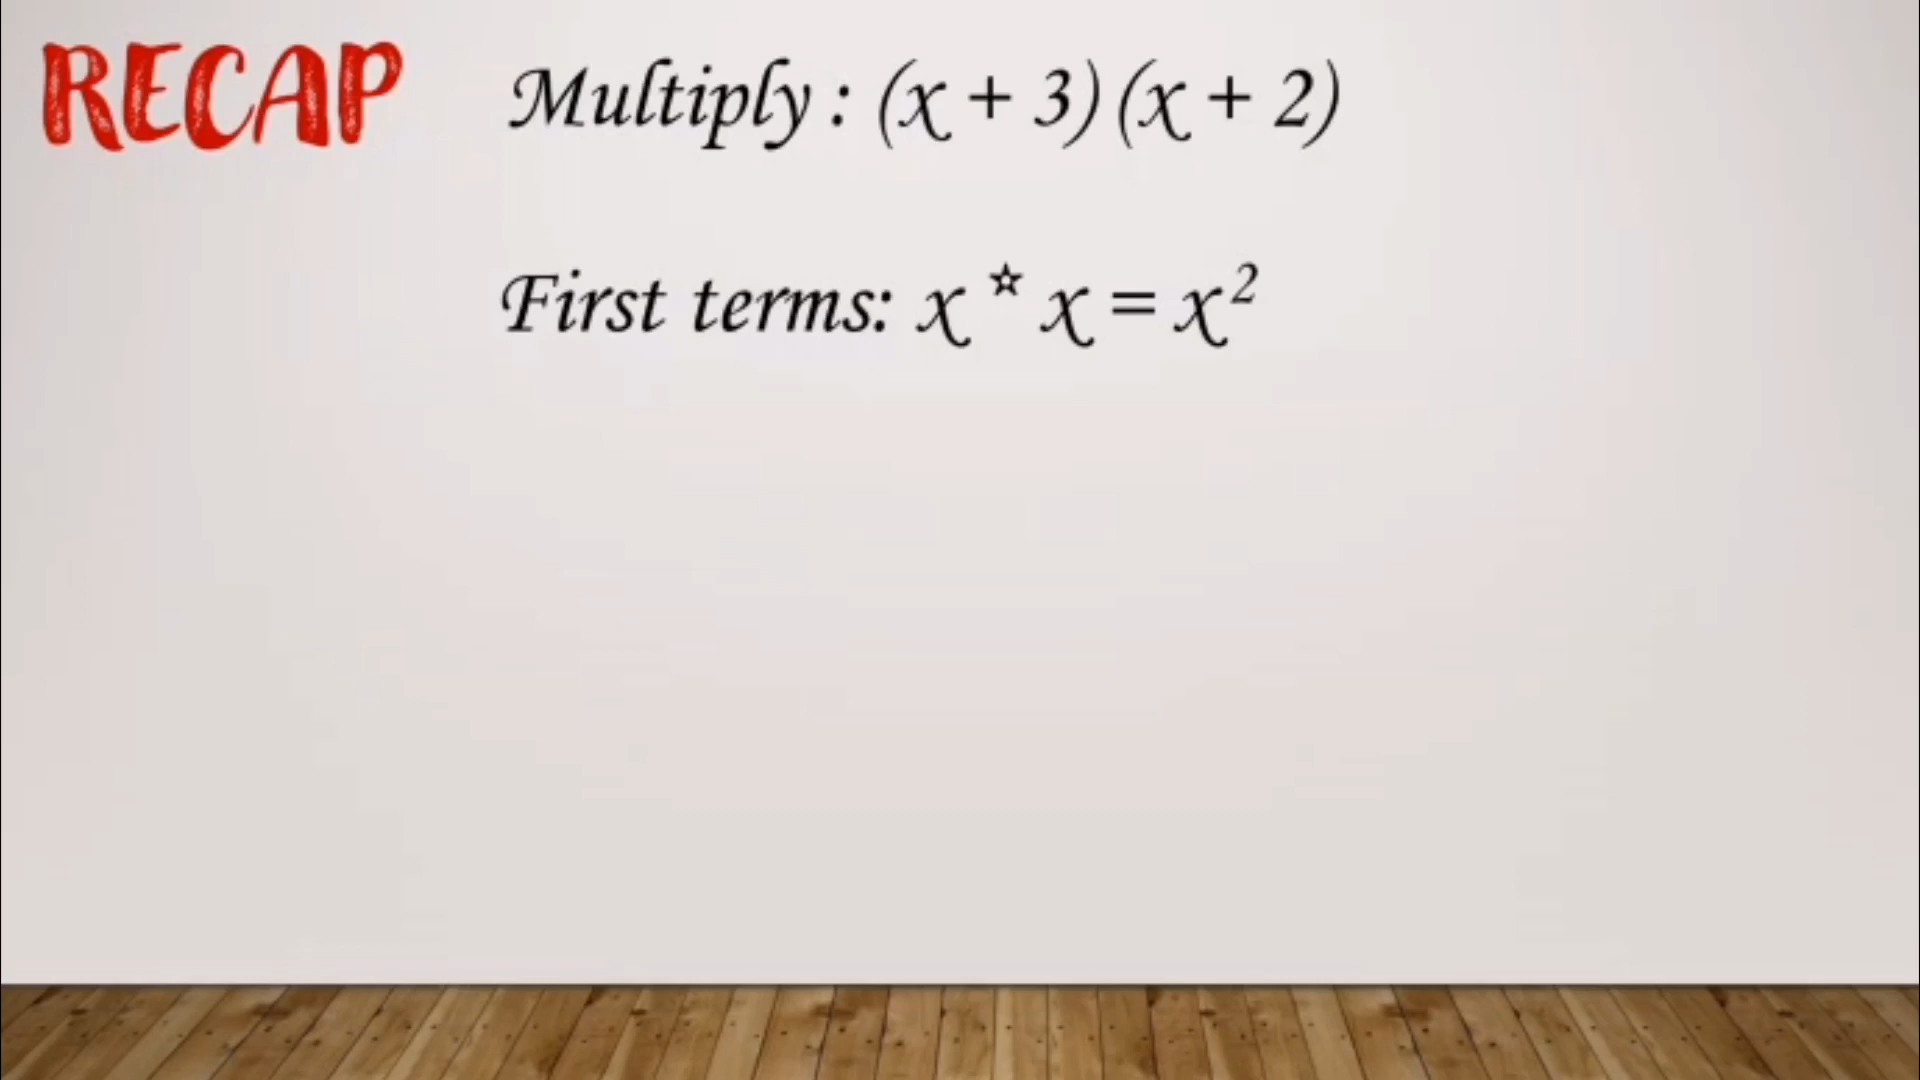 RECAP
Multiply : (x + 3)(x + 2)
First terms: x * x = x²